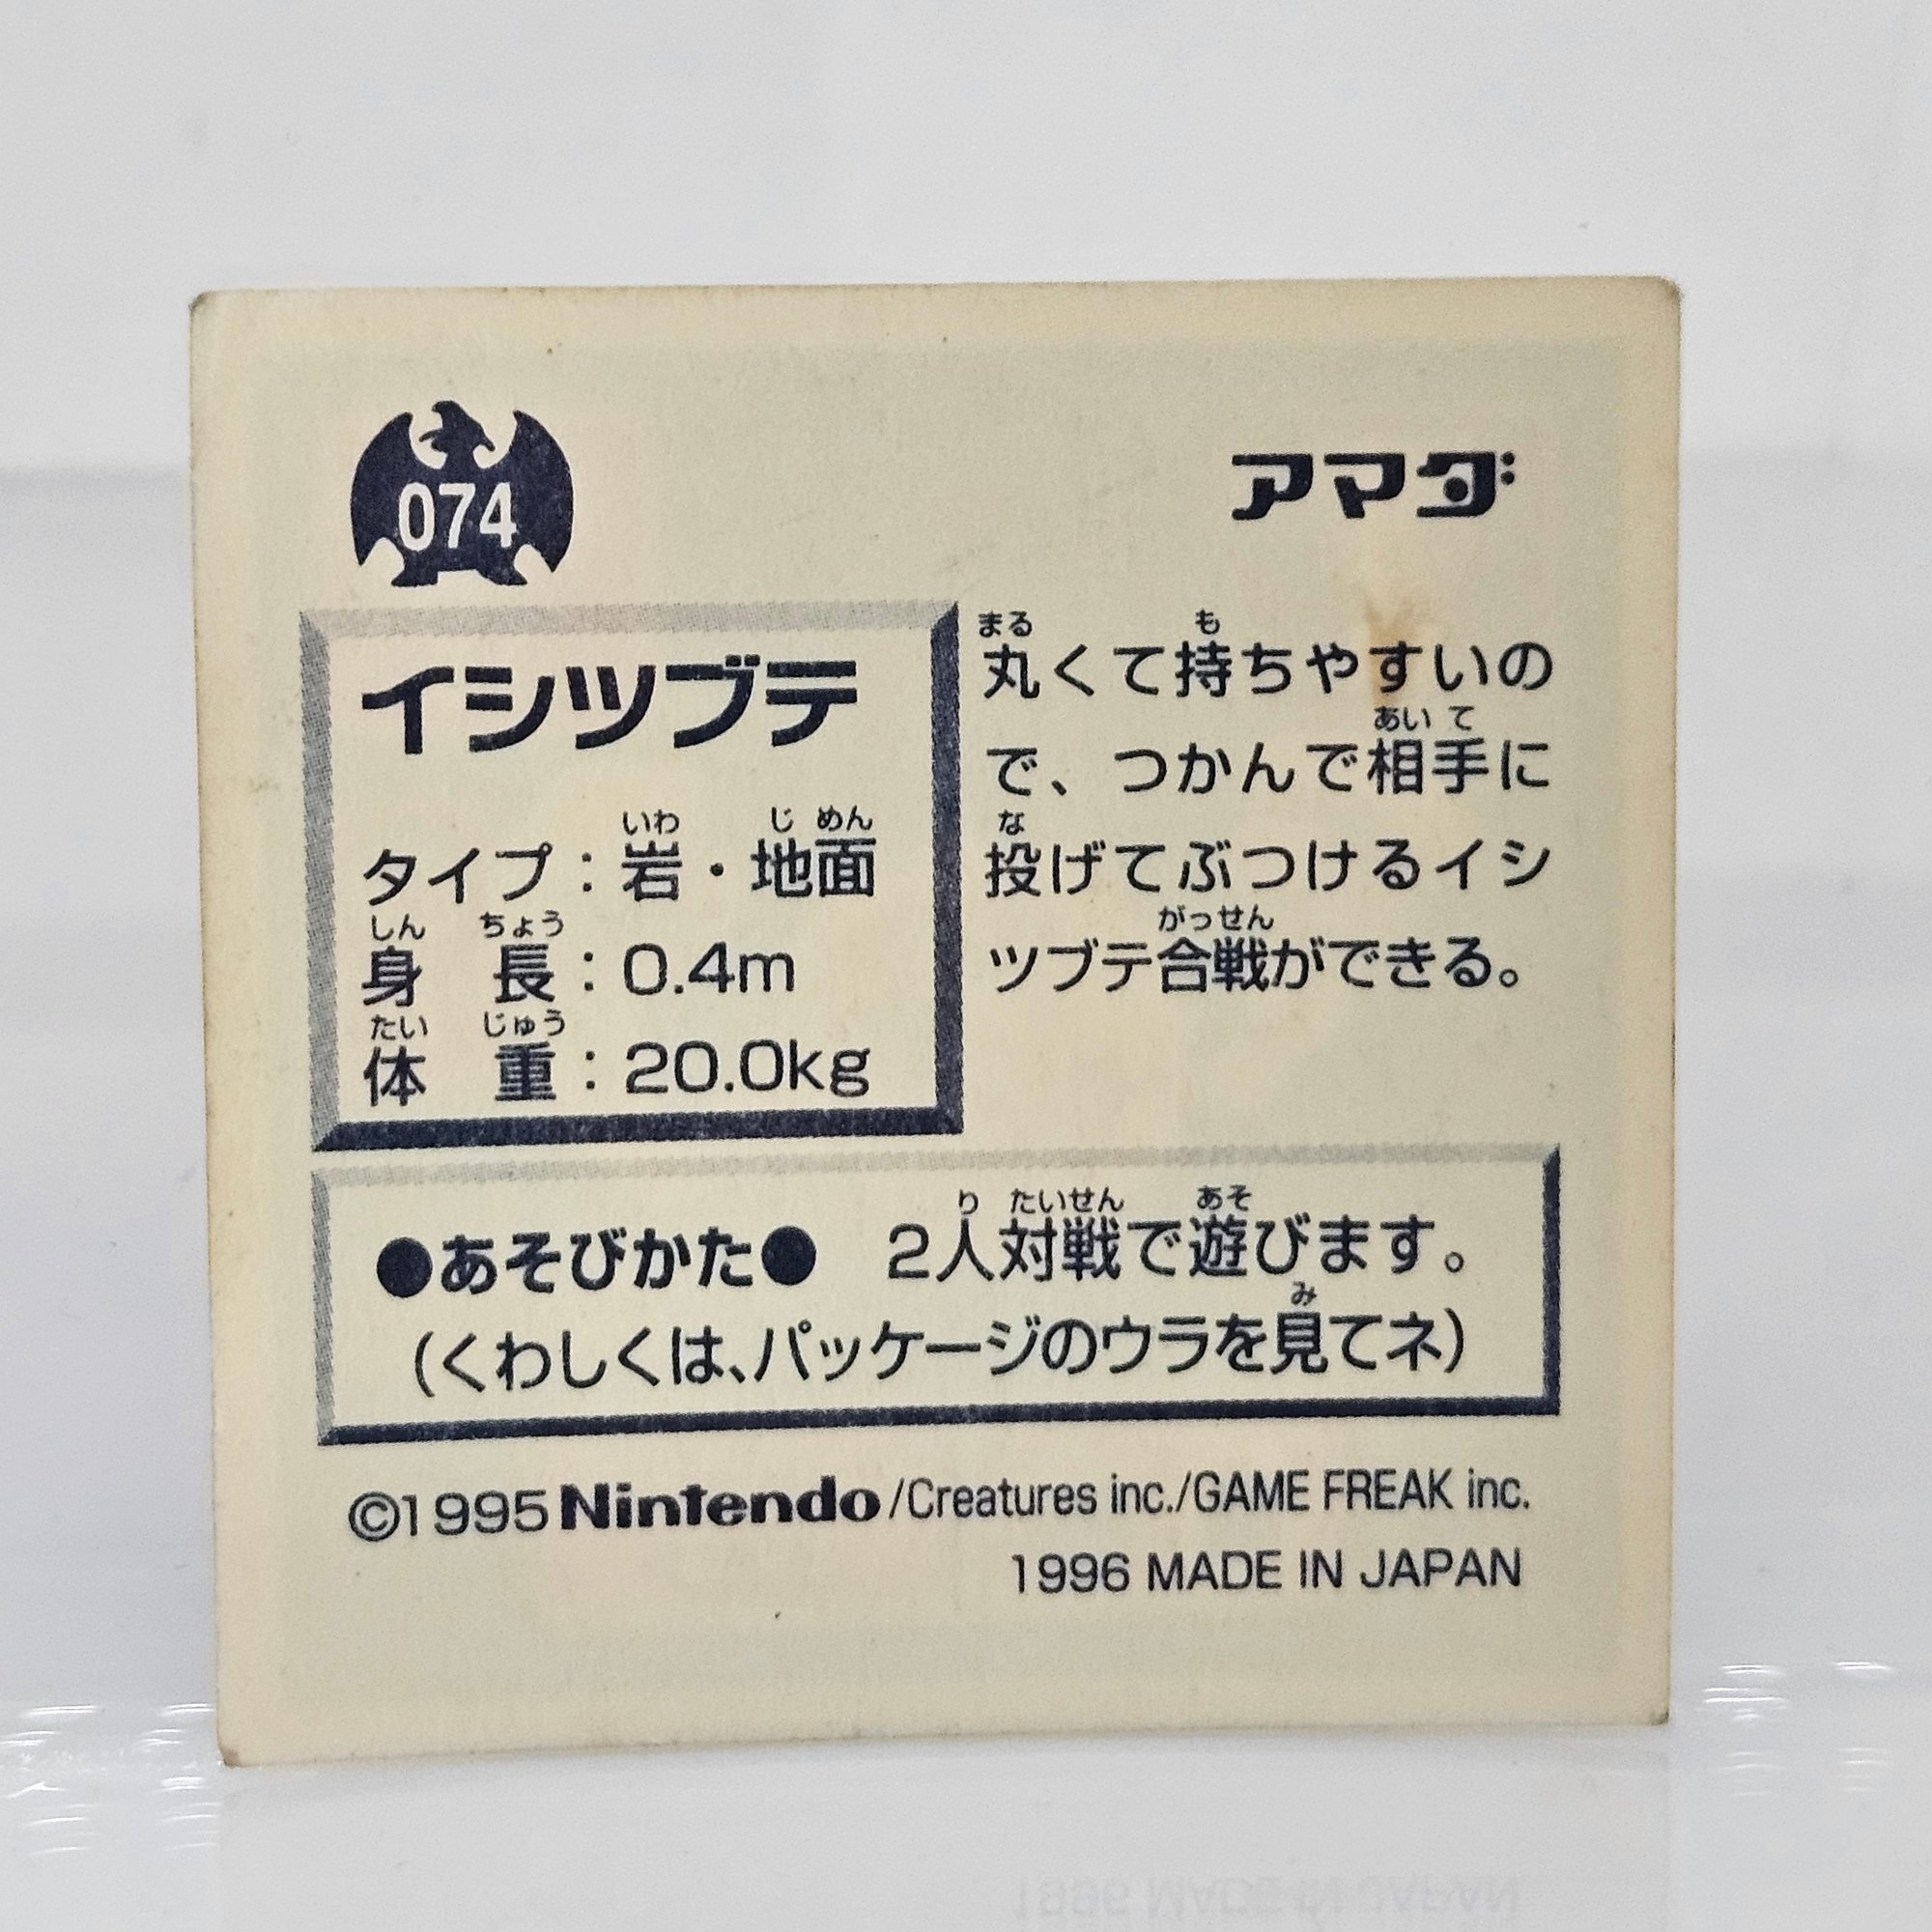 074
アマダ
イシツブテ
タイプ：岩・地面
身長：0.4m
体重：20.0kg
丸くて持ちやすいの
で、つかんで相手に
投げてぶつけるイシ
ツブテ合戦ができる。
●あそびかた● 2人対戦で遊びます。
(くわしくは、パッケージのウラを見てネ)
©1995 Nintendo/Creatures inc./GAME FREAK inc.
1996 MADE IN JAPAN